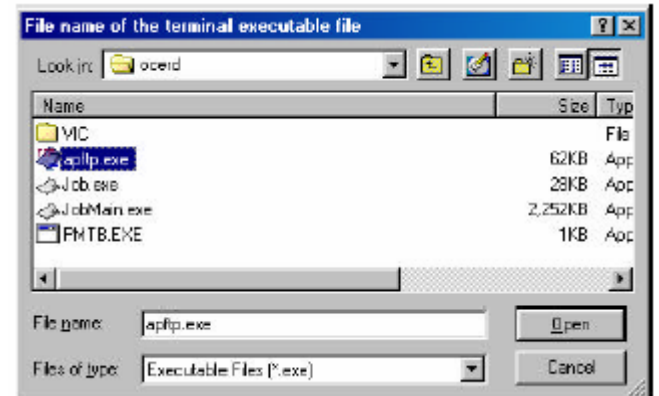 File name of the terminal executable file
Look in: ocerd
Name Size Typ
VIC File
apftp.exe 62KB App
Job.exe 28KB App
JobMain.exe 2,252KB App
PMTB.EXE 1KB App
File name: apftp.exe Open
Files of type: Executable Files (*.exe) Cancel